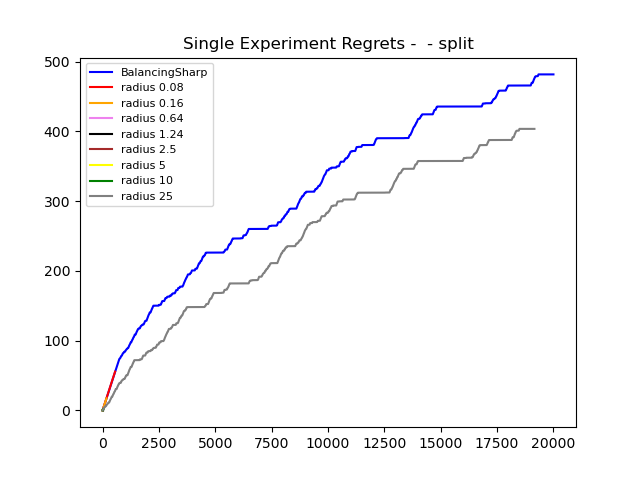 Single Experiment Regrets -  - split
500
400
300
200
100
0
BalancingSharp
radius 0.08
radius 0.16
radius 0.64
radius 1.24
radius 2.5
radius 5
radius 10
radius 25
0 2500 5000 7500 10000 12500 15000 17500 20000